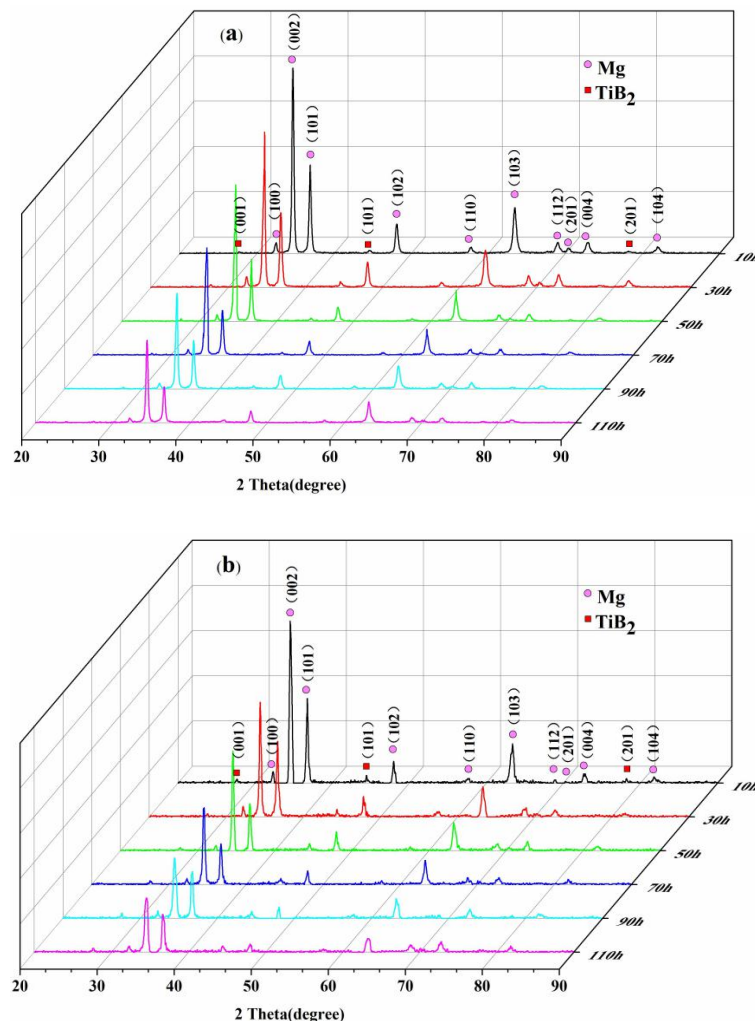 (a)
(002)
Mg
TiB2
(101)
(103)
(102)
(001)
(100)
(101)
(110)
(112)
(201)
(004)
(201)
(104)
10h
30h
50h
70h
90h
110h
20 30 40 50 60 70 80 90
2 Theta(degree)
(b)
(002)
Mg
TiB2
(101)
(103)
(001)
(100)
(101)
(102)
(110)
(112)
(201)
(004)
(201)
(104)
10h
30h
50h
70h
90h
110h
20 30 40 50 60 70 80 90
2 Theta(degree)